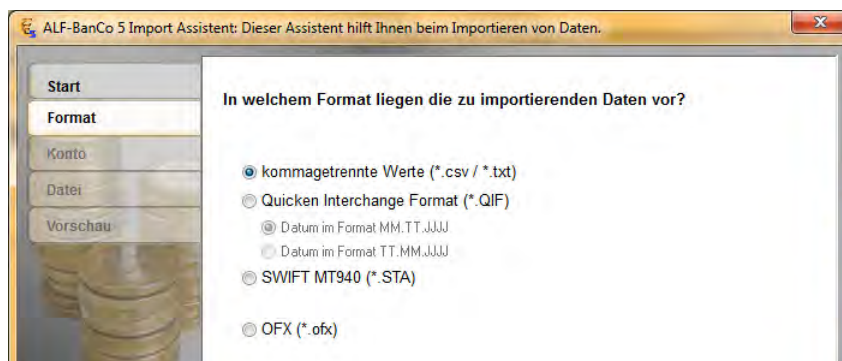 ALF-BanCo 5 Import Assistent: Dieser Assistent hilft Ihnen beim Importieren von Daten.
Start
Format
Konto
Datei
Vorschau
In welchem Format liegen die zu importierenden Daten vor?
kommagetrennte Werte (*.csv / *.txt)
Quicken Interchange Format (*.QIF)
Datum im Format MM.TT.JJJJ
Datum im Format TT.MM.JJJJ
SWIFT MT940 (*.STA)
OFX (*.ofx)